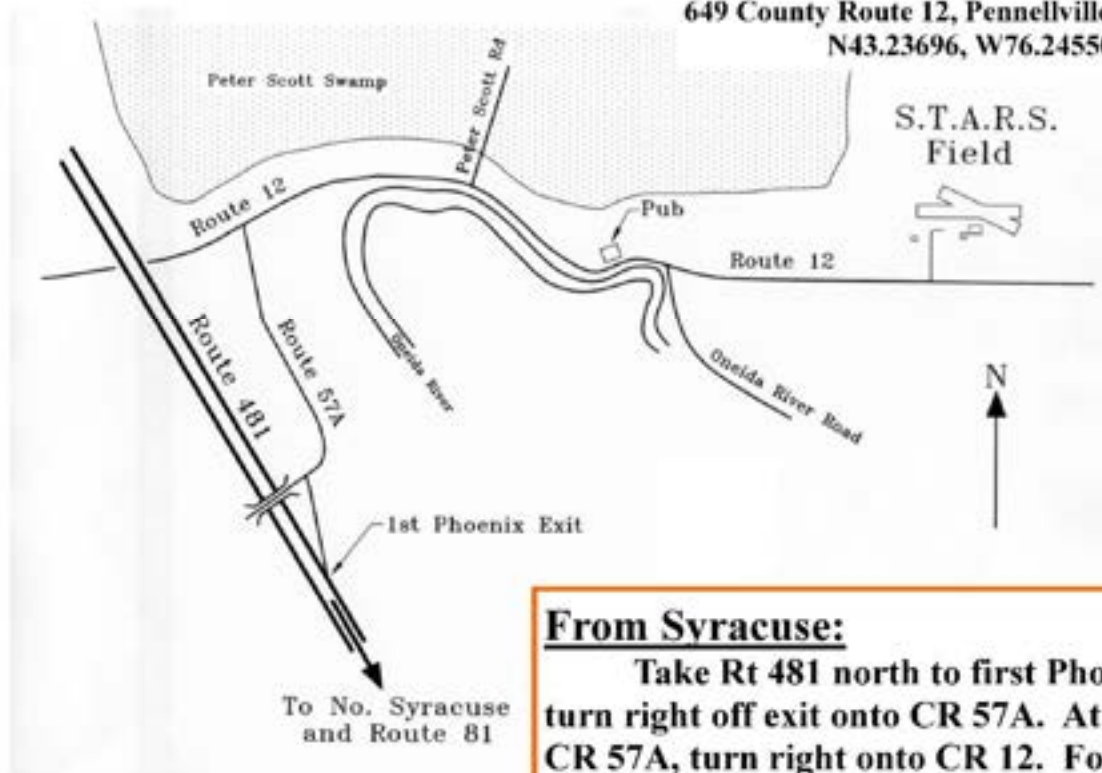 649 County Route 12, Pennellville
N43.23696, W76.2455
Peter Scott Swamp
Peter Scott Rd
S.T.A.R.S.
Field
Route 12
Pub
Route 12
Route 481
Route 57A
Oneida River
Oneida River Road
N
1st Phoenix Exit
To No. Syracuse
and Route 81
From Syracuse:
Take Rt 481 north to first Pho
turn right off exit onto CR 57A. At
CR 57A, turn right onto CR 12. Fo